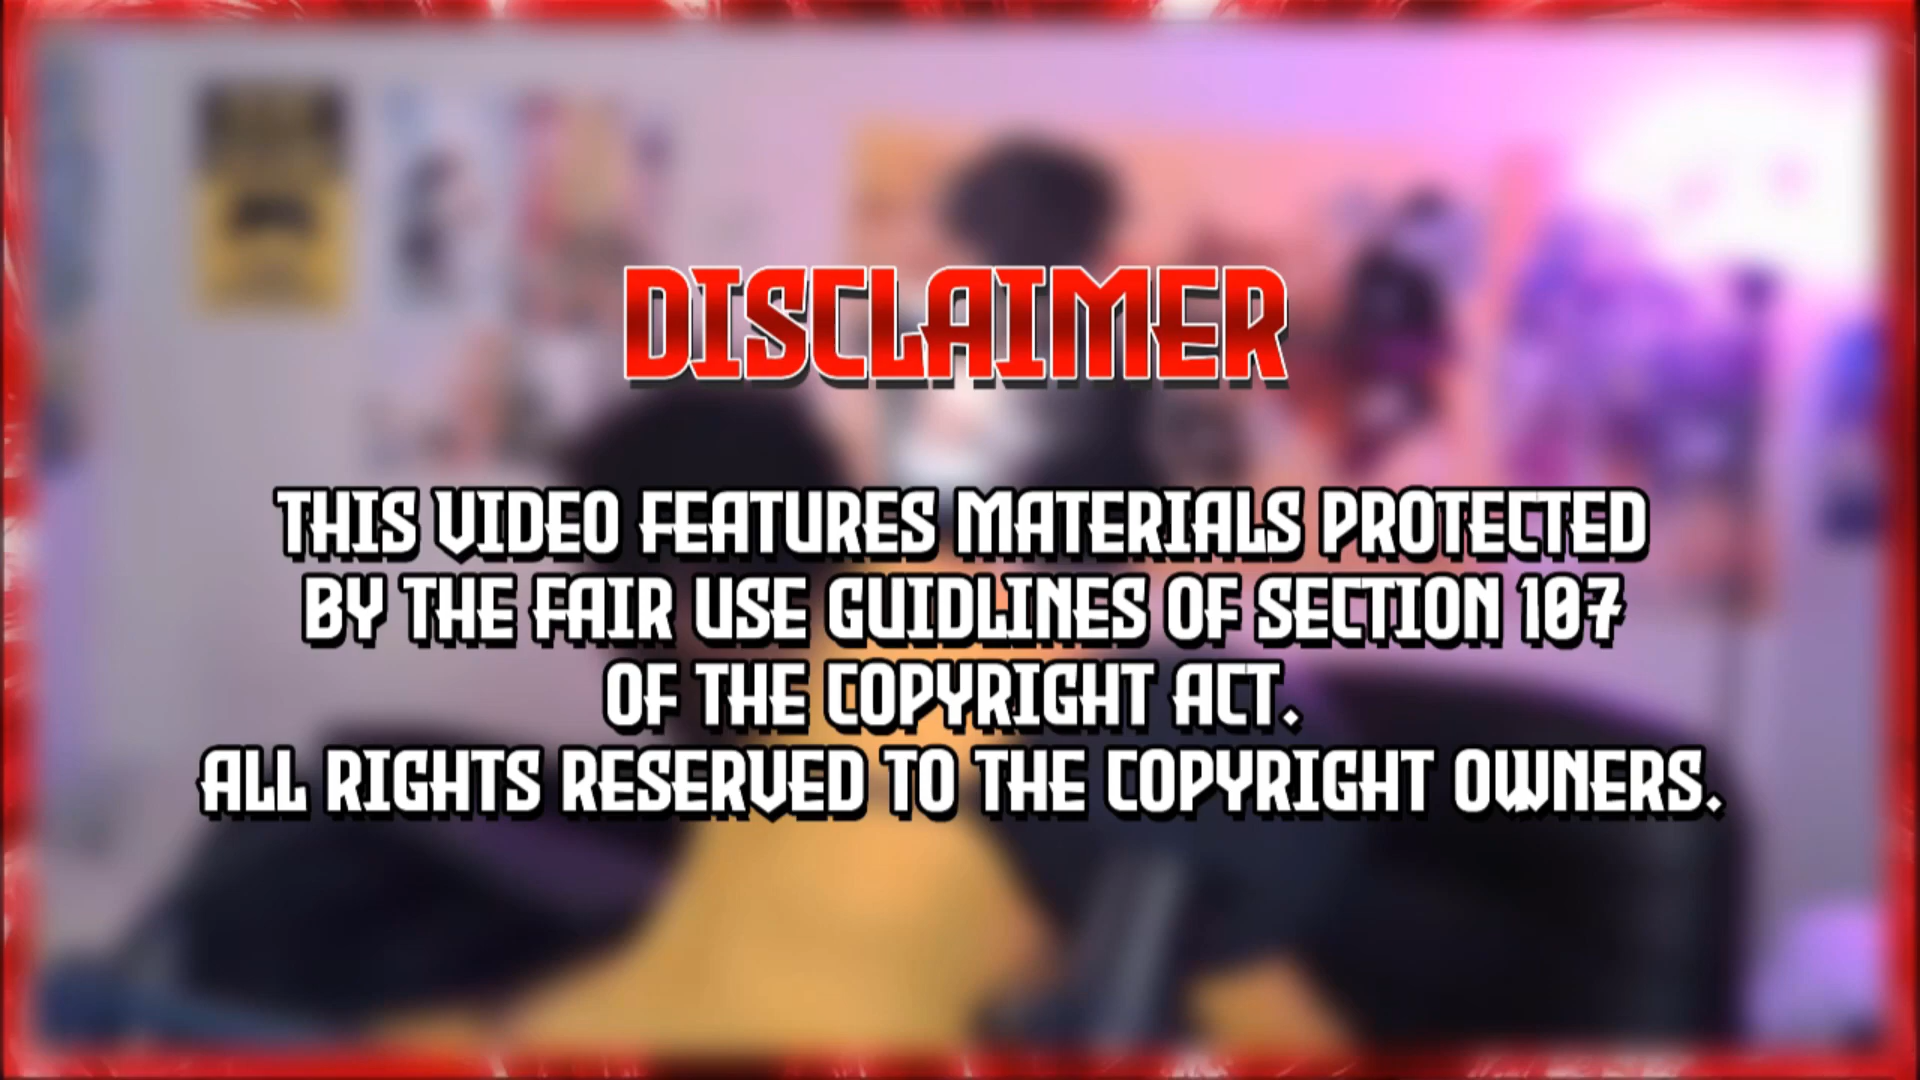 DISCLAIMER
THIS VIDEO FEATURES MATERIALS PROTECTED
BY THE FAIR USE GUIDLINES OF SECTION 107
OF THE COPYRIGHT ACT.
ALL RIGHTS RESERVED TO THE COPYRIGHT OWNERS.